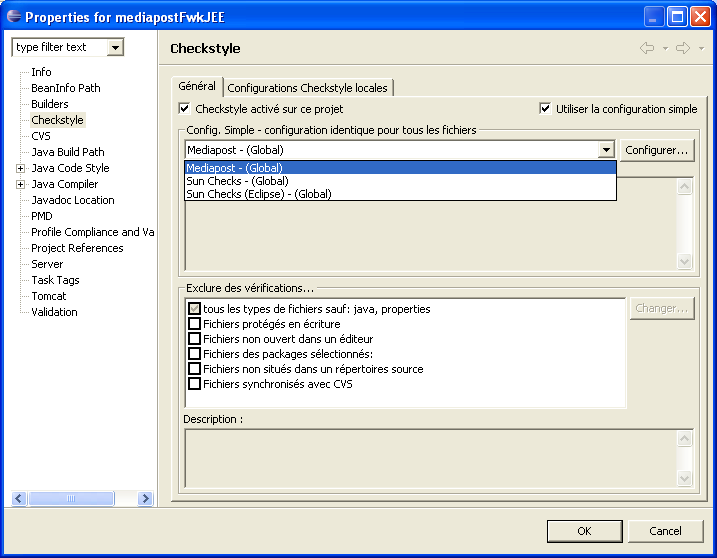 Properties for mediapostFwkJEE
type filter text
Info
BeanInfo Path
Builders
Checkstyle
CVS
Java Build Path
Java Code Style
Java Compiler
Javadoc Location
PMD
Profile Compliance and Va
Project References
Server
Task Tags
Tomcat
Validation
Checkstyle
Général
Configurations Checkstyle locales
Checkstyle activé sur ce projet
Utiliser la configuration simple
Config. Simple - configuration identique pour tous les fichiers
Mediapost - (Global)
Configurer...
Mediapost - (Global)
Sun Checks - (Global)
Sun Checks (Eclipse) - (Global)
Exclure des vérifications...
tous les types de fichiers sauf: java, properties
Changer...
Fichiers protégés en écriture
Fichiers non ouvert dans un éditeur
Fichiers des packages sélectionnés:
Fichiers non situés dans un répertoires source
Fichiers synchronisés avec CVS
Description :
OK
Cancel